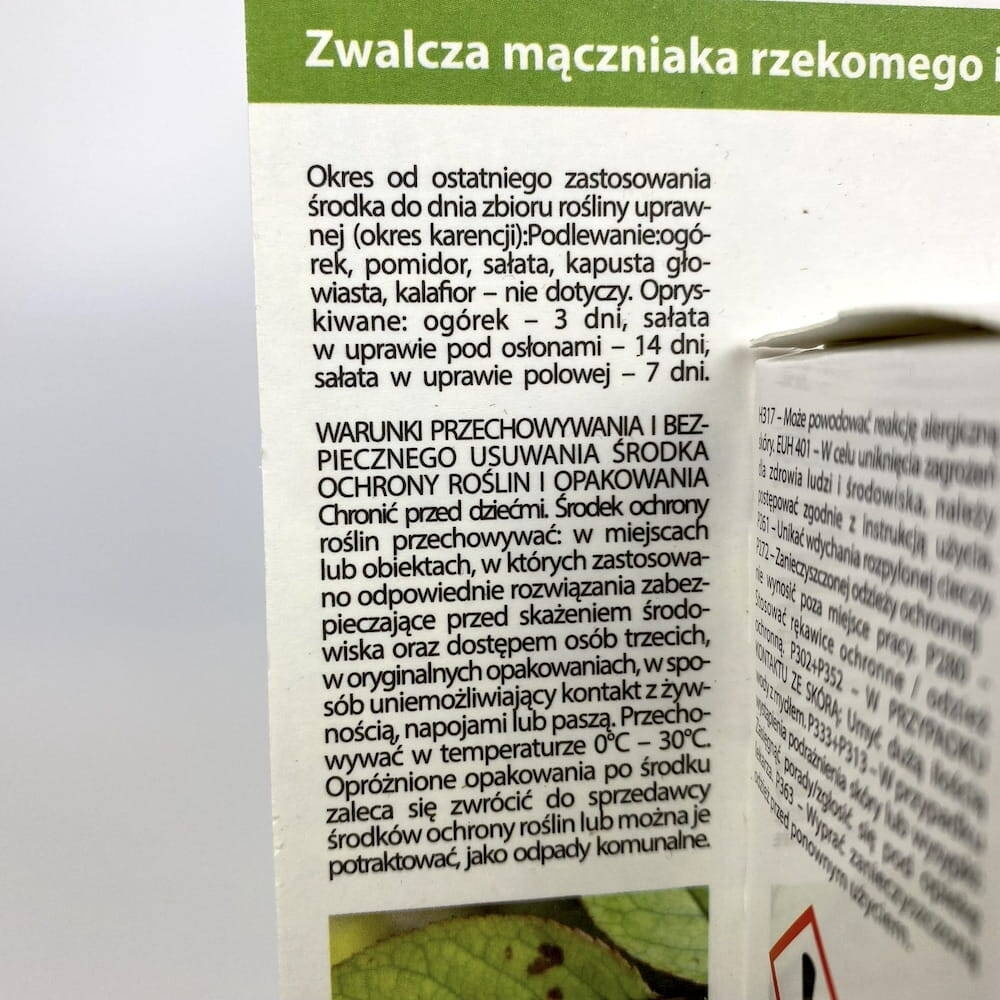 Zwalcza mączniaka rzekomego i
Okres od ostatniego zastosowania
środka do dnia zbioru rośliny upraw-
nej (okres karencji):Podlewanie:ogó-
rek, pomidor, sałata, kapusta gło-
wiasta, kalafior – nie dotyczy. Oprys-
kiwane: ogórek – 3 dni, sałata
w uprawie pod osłonami – 14 dni,
sałata w uprawie polowej – 7 dni.
WARUNKI PRZECHOWYWANIA I BEZ-
PIECZNEGO USUWANIA ŚRODKA
OCHRONY ROŚLIN I OPAKOWANIA
Chronić przed dziećmi. Środek ochrony
roślin przechowywać: w miejscach
lub obiektach, w których zastosowa-
no odpowiednie rozwiązania zabez-
pieczające przed skażeniem środo-
wiska oraz dostępem osób trzecich,
w oryginalnych opakowaniach, w spo-
sób uniemożliwiający kontakt z żyw-
nością, napojami lub paszą. Przecho-
wywać w temperaturze 0°C – 30°C.
Opróżnione opakowania po środku
zaleca się zwrócić do sprzedawcy
środków ochrony roślin lub można je
potraktować, jako odpady komunalne.
H317 – Może powodować reakcję alergiczną
skóry. EUH 401 – W celu uniknięcia zagrożeń
dla zdrowia ludzi i środowiska, należy
postępować zgodnie z instrukcją użycia.
P261 – Unikać wdychania rozpylonej cieczy
P272 – Zanieczyszczonej odzieży ochronnej
nie wynosić poza miejsce pracy. P280 –
Stosować rękawice ochronne / odzież
ochronną. P302+P352 – W PRZYPADKU
KONTAKTU ZE SKÓRĄ: Umyć dużą ilością
wody z mydłem. P333+P313 – W przypadku
wystąpienia podrażnienia skóry lub wysypki:
Zasięgnąć porady/zgłosić się pod opiekę
lekarza. P363 – Wyprać zanieczyszczoną
odzież przed ponownym użyciem.